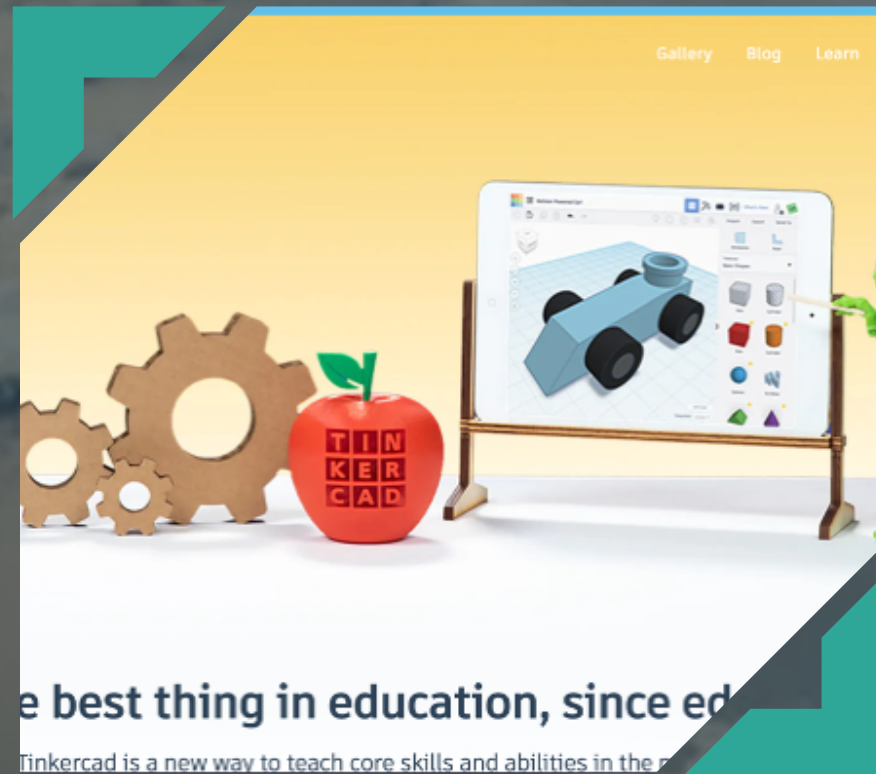 Gallery Blog Learn
TIN
KER
CAD
e best thing in education, since ed
Tinkercad is a new way to teach core skills and abilities in the